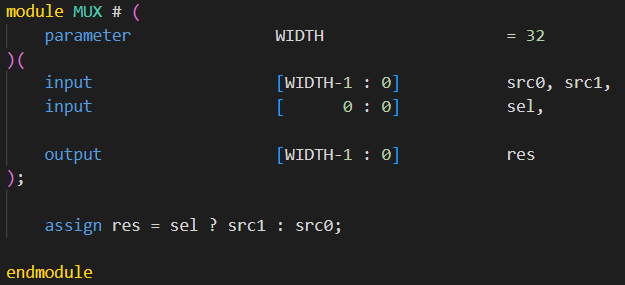 module MUX # (
    parameter               WIDTH                   = 32
)(
    input                   [WIDTH-1 : 0]           src0, src1,
    input                   [      0 : 0]           sel,

    output                  [WIDTH-1 : 0]           res
);

    assign res = sel ? src1 : src0;

endmodule